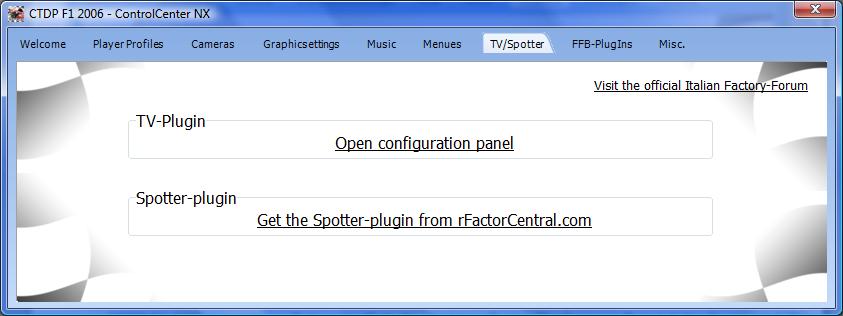 CTDP F1 2006 - ControlCenter NX
Welcome Player Profiles Cameras Graphicsettings Music Menues TV/Spotter FFB-PlugIns Misc.
Visit the official Italian Factory-Forum
TV-Plugin
Open configuration panel
Spotter-plugin
Get the Spotter-plugin from rFactorCentral.com